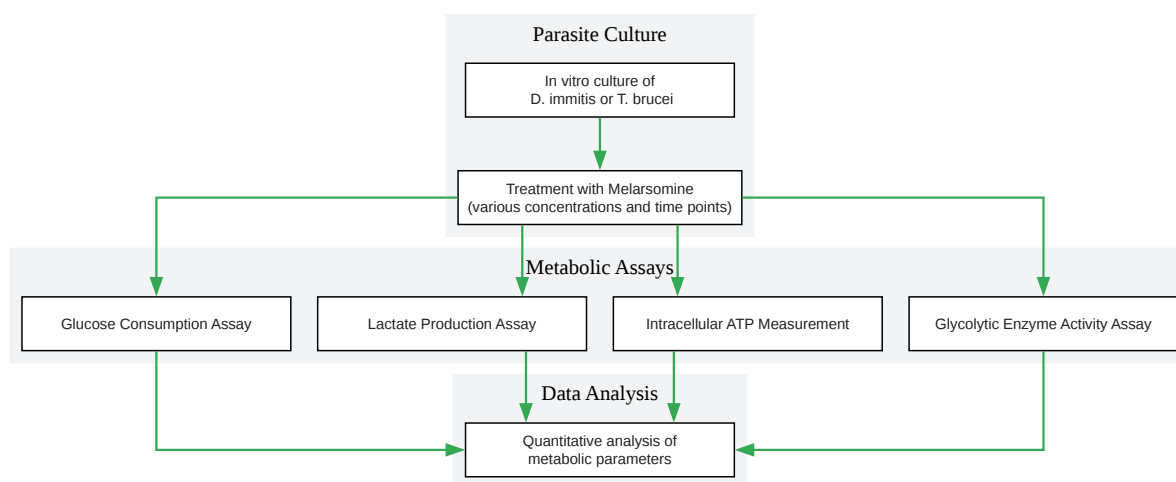 Parasite Culture
In vitro culture of
D. immitis or T. brucei
Treatment with Melarsomine
(various concentrations and time points)
Metabolic Assays
Glucose Consumption Assay
Lactate Production Assay
Intracellular ATP Measurement
Glycolytic Enzyme Activity Assay
Data Analysis
Quantitative analysis of
metabolic parameters